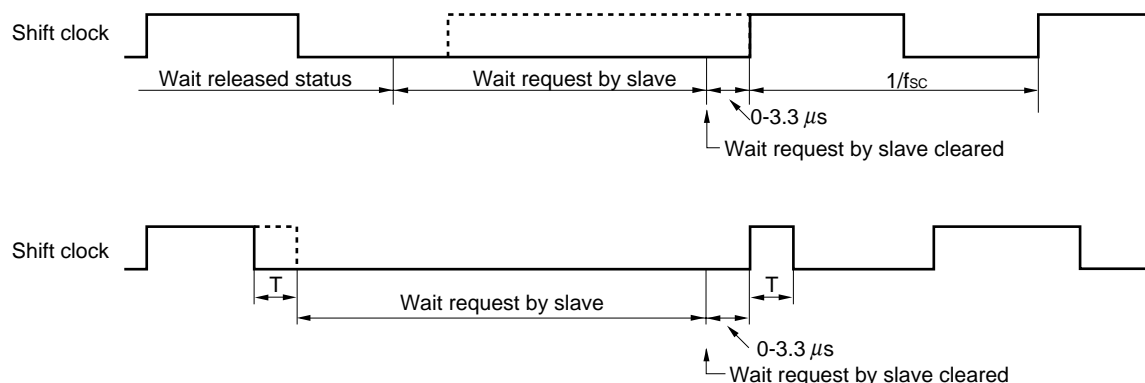 Shift clock
Wait released status
Wait request by slave
1/fsc
0-3.3 μs
Wait request by slave cleared
Shift clock
T
Wait request by slave
T
0-3.3 μs
Wait request by slave cleared